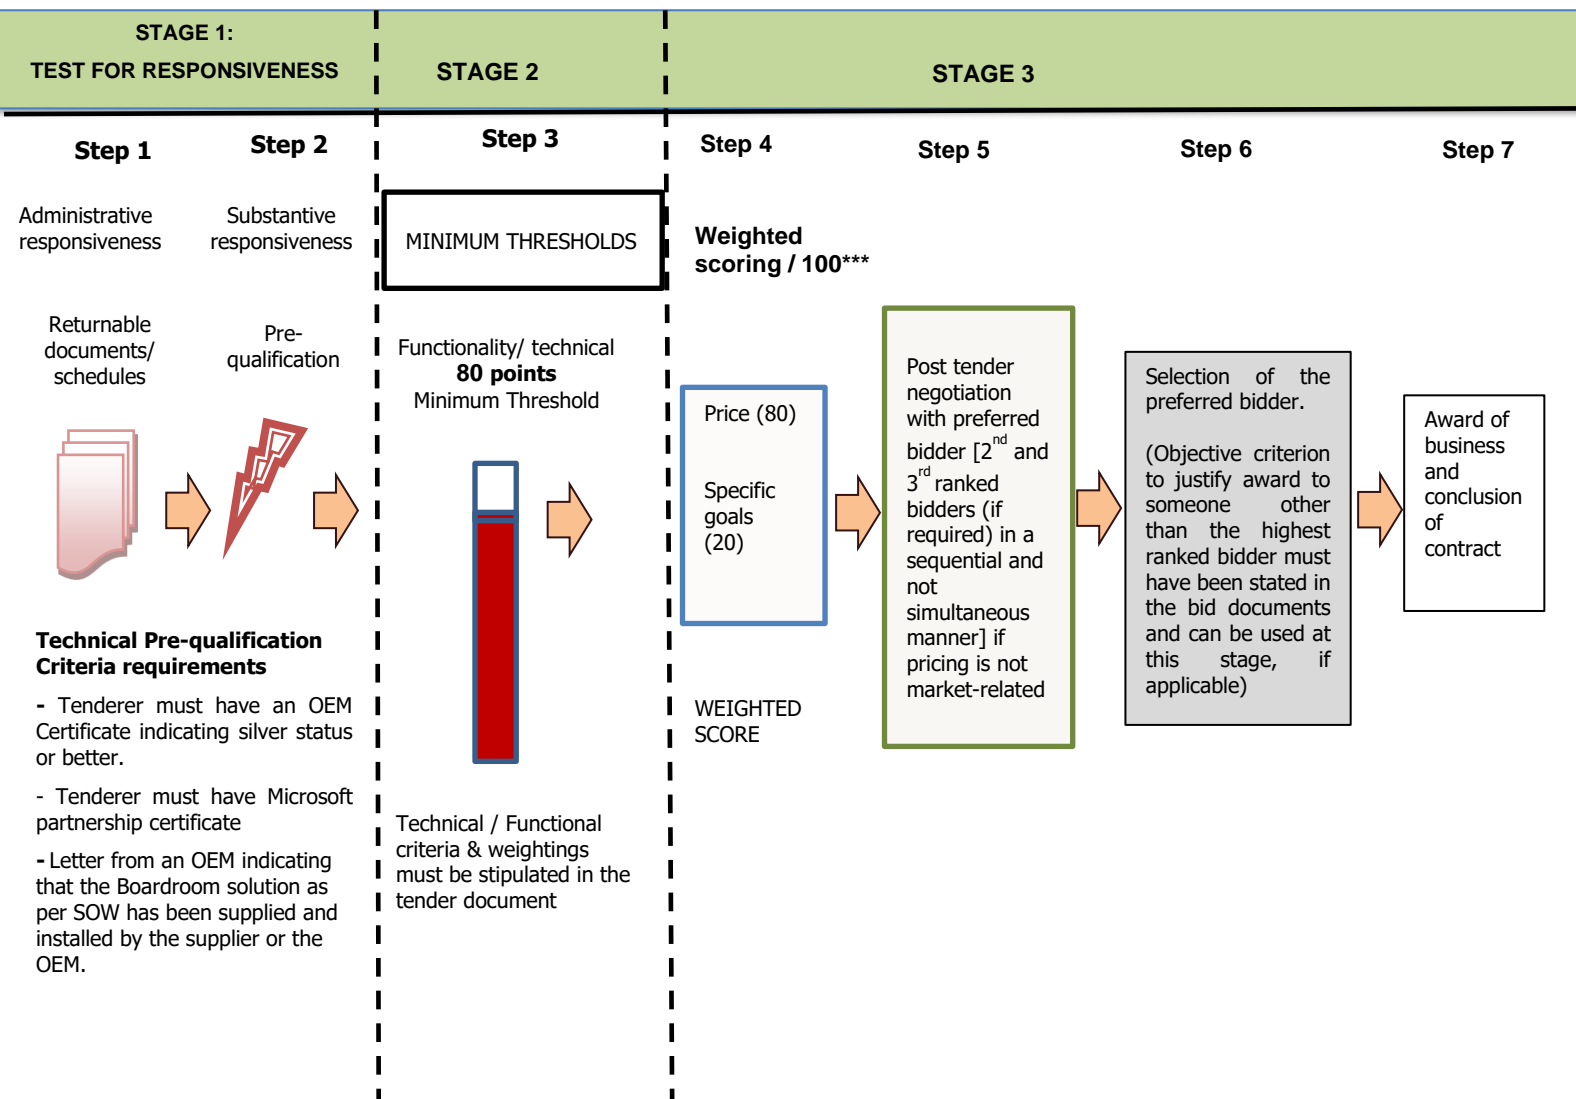 STAGE 1:
TEST FOR RESPONSIVENESS
STAGE 2
STAGE 3
Step 1
Step 2
Step 3
Step 4
Step 5
Step 6
Step 7
Administrative
responsiveness
Substantive
responsiveness
MINIMUM THRESHOLDS
Weighted
scoring / 100***
Returnable
documents/
schedules
Pre-
qualification
Functionality/ technical
80 points
Minimum Threshold
Price (80)
Specific
goals
(20)
WEIGHTED
SCORE
Post tender
negotiation
with preferred
bidder [2nd and
3rd ranked
bidders (if
required) in a
sequential and
not
simultaneous
manner] if
pricing is not
market-related
Selection of the
preferred bidder.
(Objective criterion
to justify award to
someone other
than the highest
ranked bidder must
have been stated in
the bid documents
and can be used at
this stage, if
applicable)
Award of
business
and
conclusion
of
contract
Technical Pre-qualification
Criteria requirements
- Tenderer must have an OEM
Certificate indicating silver status
or better.
- Tenderer must have Microsoft
partnership certificate
- Letter from an OEM indicating
that the Boardroom solution as
per SOW has been supplied and
installed by the supplier or the
OEM.
Technical / Functional
criteria & weightings
must be stipulated in the
tender document